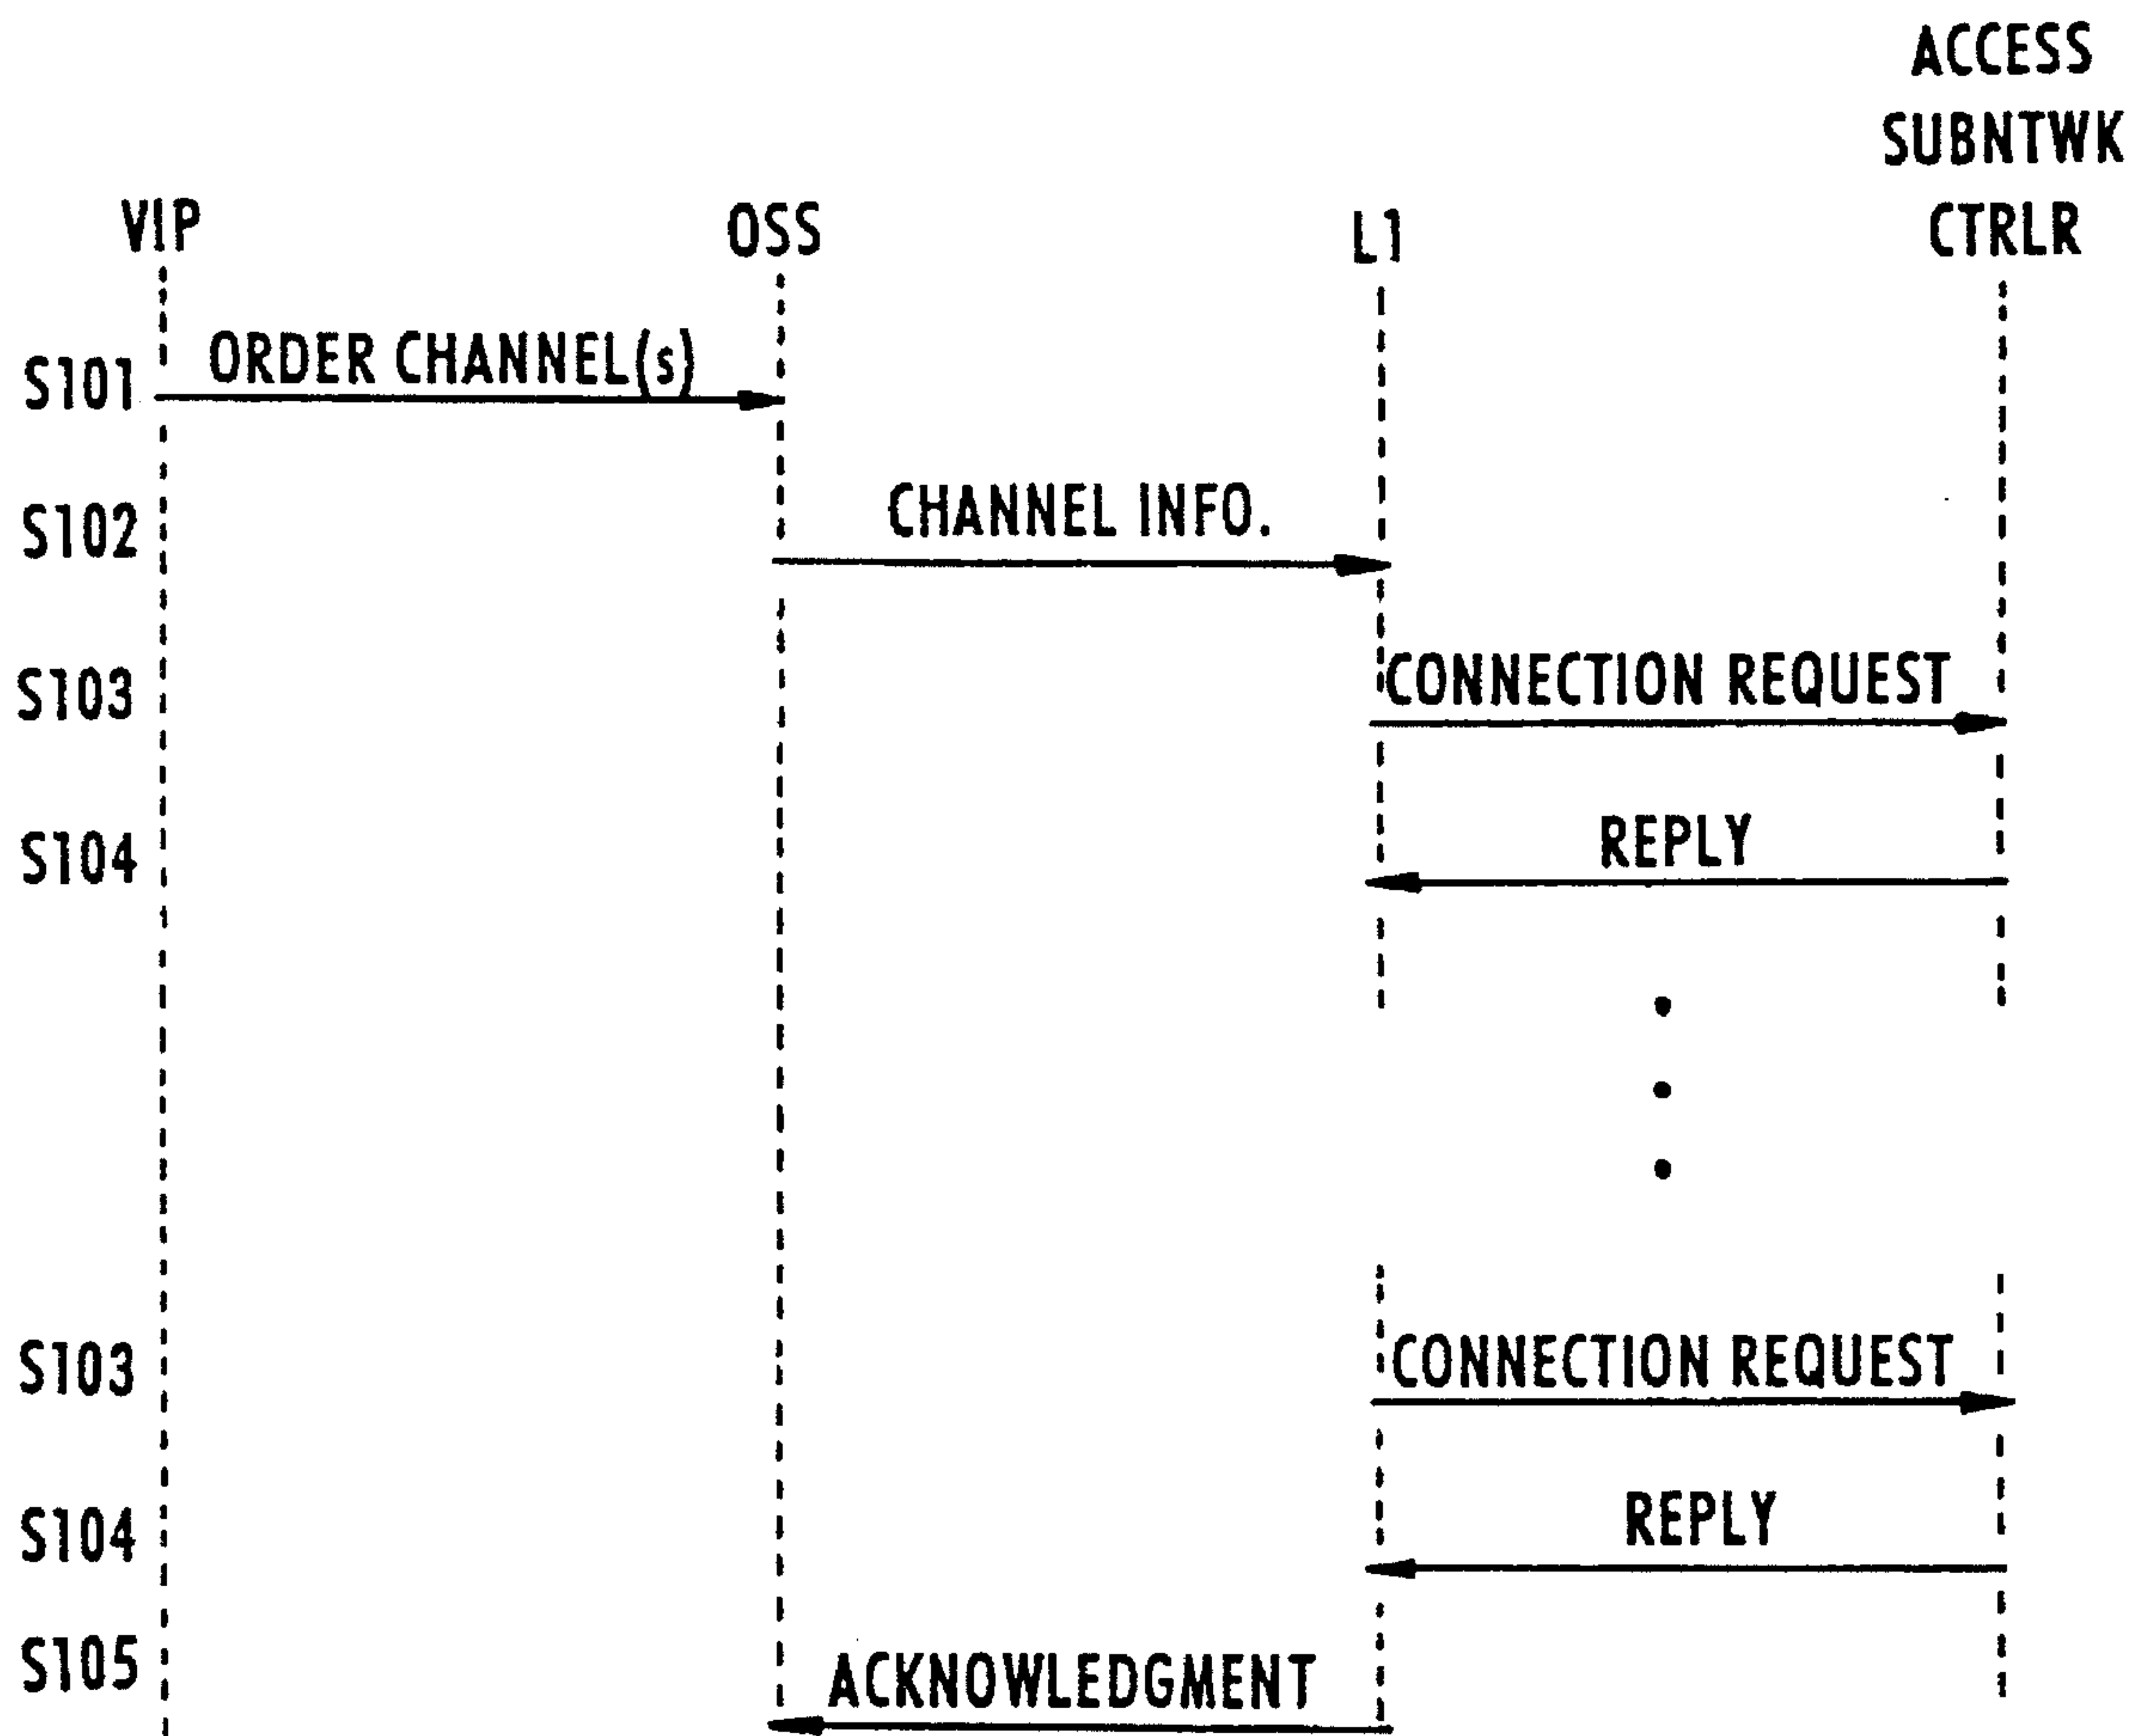 ACCESS
SUBNTWK
CTRLR
VIP
OSS
L1
S101
ORDER CHANNEL(s)
S102
CHANNEL INFO.
S103
CONNECTION REQUEST
S104
REPLY
S103
CONNECTION REQUEST
S104
REPLY
S105
ACKNOWLEDGMENT